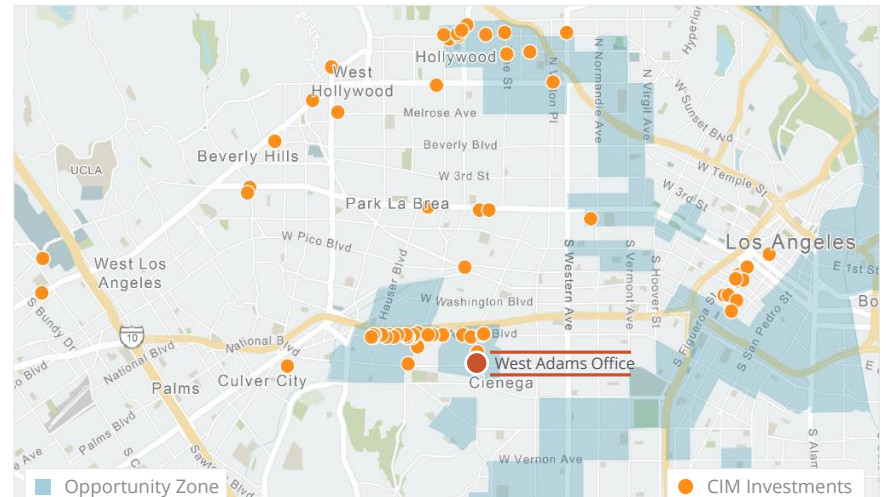 Hollywood
West
Hollywood
Melrose Ave
Beverly Blvd
Beverly Hills
UCLA
W 3rd St
Park La Brea
N Normandie Ave
N Virgil Ave
W Sunset Blvd
W Temple St
W 3rd St
Los Angeles
E 1st St
W Pico Blvd
Hauser Blvd
W Washington Blvd
S Western Ave
S Vermont Ave
S Hoover St
West Los
Angeles
S Bundy Dr
10
National Blvd
National Blvd
Palms
Culver City
Palms Blvd
Blvd
West Adams Office
Cienega
S Figueroa St
S San Pedro St
W Vernon Ave
Opportunity Zone
CIM Investments